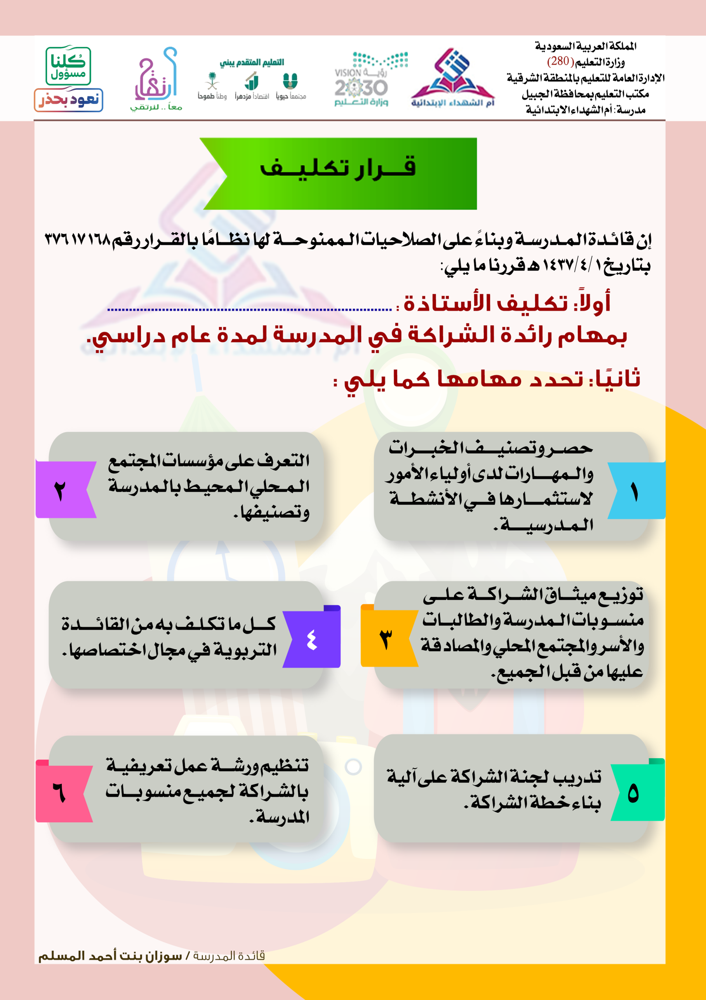 المملكة العربية السعودية
وزارة التعليم (280)
الإدارة العامة للتعليم بالمنطقة الشرقية
مكتب التعليم بمحافظة الجبيل
مدرسة : أم الشهداء الابتدائية
أم الشهداء الإبتدائية
رؤيـــة VISION
2030
وزارة التعـــليم
التعليم المتقدم يبني
مجتمعاً حيوياً اقتصاداً مزدهراً وطناً طموحاً
ارتقاء
معاً .. لنرتقي
كُلنا
مسؤول
نعود بحذر
قـــرار تكليـــف
إن قائدة المدرسة وبناءً على الصلاحيات الممنوحة لها نظامًا بالقرار رقم ٣٧٦١٧١٦٨
بتاريخ ١ /٤ /١٤٣٧ هـ قررنا ما يلي:
أولاً: تكليف الأستاذة : ..............................................................................
بمهام رائدة الشراكة في المدرسة لمدة عام دراسي.
ثانيًا: تحدد مهامها كما يلي :
١
حصر وتصنيف الخبرات
والمهارات لدى أولياء الأمور
لاستثمارها في الأنشطة
المدرسية .
٢
التعرف على مؤسسات المجتمع
المحلي المحيط بالمدرسة
وتصنيفها .
٣
توزيع ميثاق الشراكة على
منسوبات المدرسة والطالبات
والأسر والمجتمع المحلي والمصادقة
عليها من قبل الجميع.
٤
كل ما تكلف به من القائدة
التربوية في مجال اختصاصها .
٥
تدريب لجنة الشراكة على آلية
بناء خطة الشراكة .
٦
تنظيم ورشة عمل تعريفية
بالشراكة لجميع منسوبات
المدرسة .
قائدة المدرسة / سوزان بنت أحمد المسلم